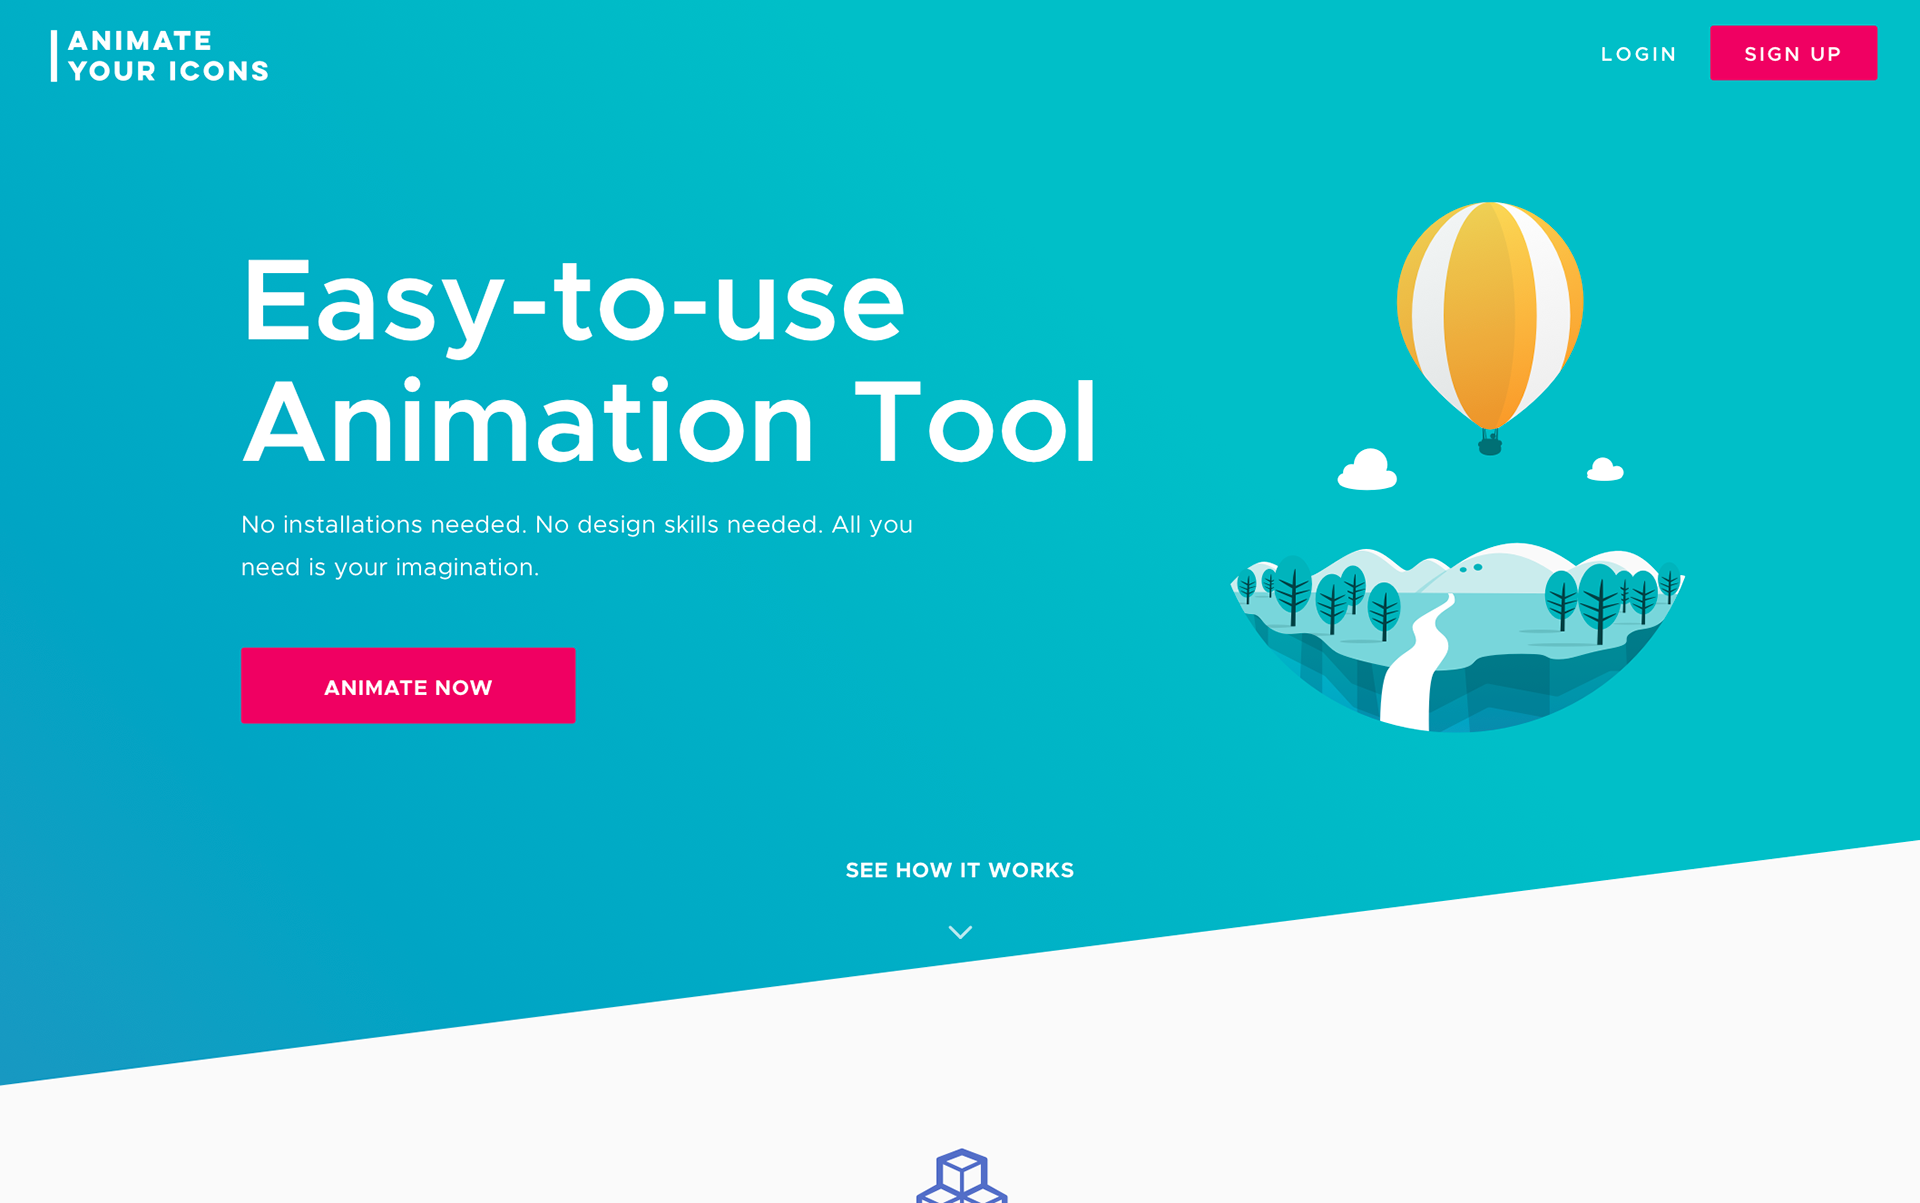 ANIMATE
YOUR ICONS
LOGIN
SIGN UP
Easy-to-use
Animation Tool
No installations needed. No design skills needed. All you
need is your imagination.
ANIMATE NOW
SEE HOW IT WORKS